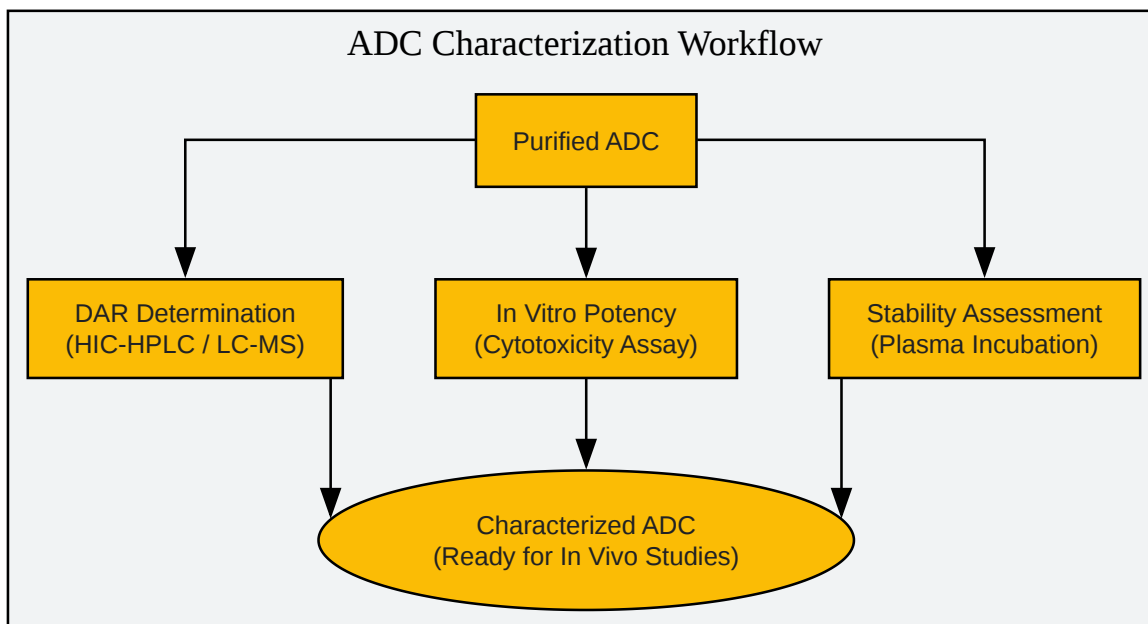 ADC Characterization Workflow
Purified ADC
DAR Determination
(HIC-HPLC / LC-MS)
In Vitro Potency
(Cytotoxicity Assay)
Stability Assessment
(Plasma Incubation)
Characterized ADC
(Ready for In Vivo Studies)